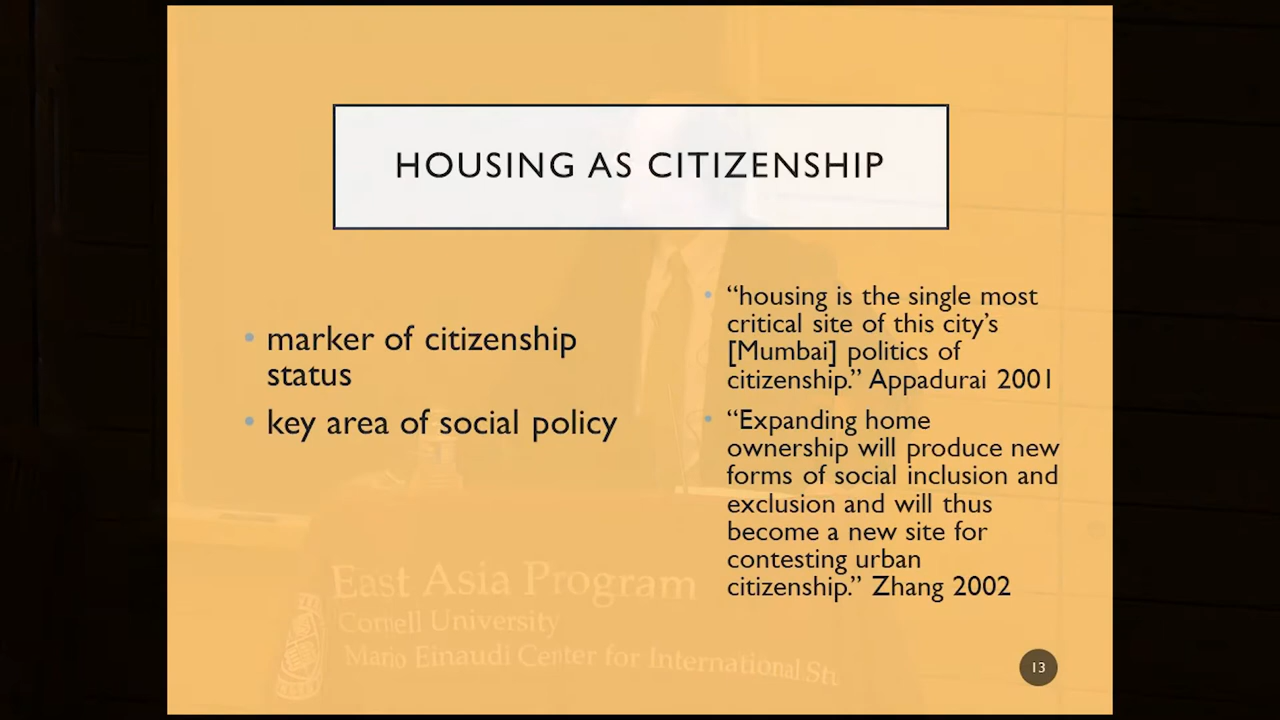 HOUSING AS CITIZENSHIP
• marker of citizenship
status
• key area of social policy
• “housing is the single most
critical site of this city’s
[Mumbai] politics of
citizenship.” Appadurai 2001
• “Expanding home
ownership will produce new
forms of social inclusion and
exclusion and will thus
become a new site for
contesting urban
citizenship.” Zhang 2002
East Asia Program
Cornell University
Mario Einaudi Center for International Stu
13